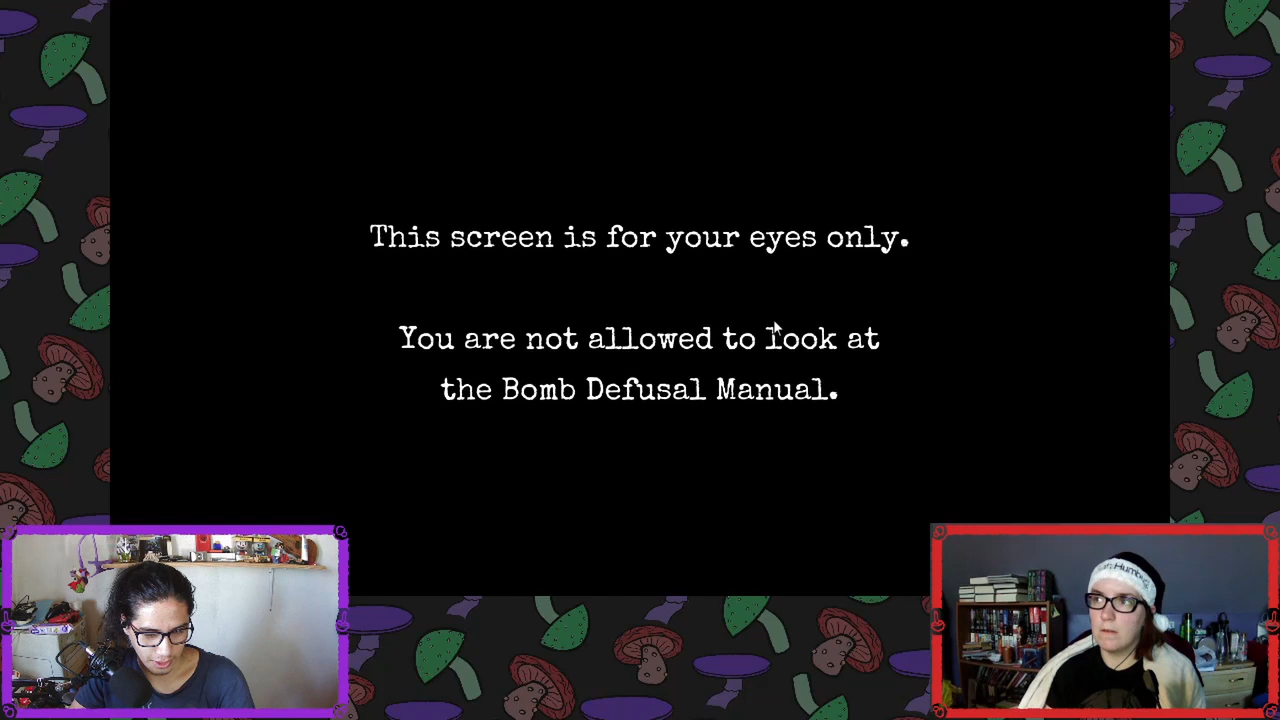 This screen is for your eyes only.
You are not allowed to look at
the Bomb Defusal Manual.